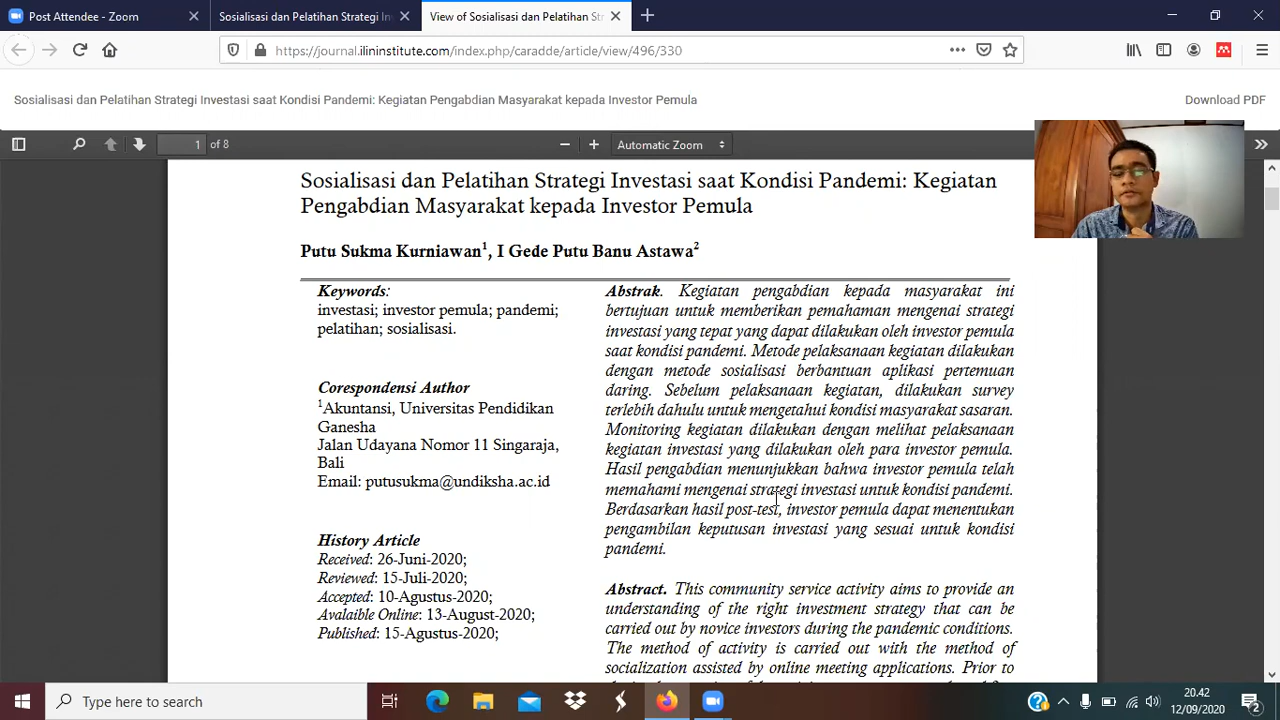 Post Attendee - Zoom
Sosialisasi dan Pelatihan Strategi In
View of Sosialisasi dan Pelatihan Str
https://journal.ilininstitute.com/index.php/caradde/article/view/496/330
Sosialisasi dan Pelatihan Strategi Investasi saat Kondisi Pandemi: Kegiatan Pengabdian Masyarakat kepada Investor Pemula
Download PDF
1 of 8
Automatic Zoom
Sosialisasi dan Pelatihan Strategi Investasi saat Kondisi Pandemi: Kegiatan
Pengabdian Masyarakat kepada Investor Pemula
Putu Sukma Kurniawan1, I Gede Putu Banu Astawa2
Keywords:
investasi; investor pemula; pandemi;
pelatihan; sosialisasi.
Corespondensi Author
1Akuntansi, Universitas Pendidikan
Ganesha
Jalan Udayana Nomor 11 Singaraja,
Bali
Email: putusukma@undiksha.ac.id
History Article
Received: 26-Juni-2020;
Reviewed: 15-Juli-2020;
Accepted: 10-Agustus-2020;
Avalaible Online: 13-August-2020;
Published: 15-Agustus-2020;
Abstrak. Kegiatan pengabdian kepada masyarakat ini
bertujuan untuk memberikan pemahaman mengenai strategi
investasi yang tepat yang dapat dilakukan oleh investor pemula
saat kondisi pandemi. Metode pelaksanaan kegiatan dilakukan
dengan metode sosialisasi berbantuan aplikasi pertemuan
daring. Sebelum pelaksanaan kegiatan, dilakukan survey
terlebih dahulu untuk mengetahui kondisi masyarakat sasaran.
Monitoring kegiatan dilakukan dengan melihat pelaksanaan
kegiatan investasi yang dilakukan oleh para investor pemula.
Hasil pengabdian menunjukkan bahwa investor pemula telah
memahami mengenai strategi investasi untuk kondisi pandemi.
Berdasarkan hasil post-test, investor pemula dapat menentukan
pengambilan keputusan investasi yang sesuai untuk kondisi
pandemi.
Abstract. This community service activity aims to provide an
understanding of the right investment strategy that can be
carried out by novice investors during the pandemic conditions.
The method of activity is carried out with the method of
socialization assisted by online meeting applications. Prior to
Type here to search
20.42
12/09/2020
2